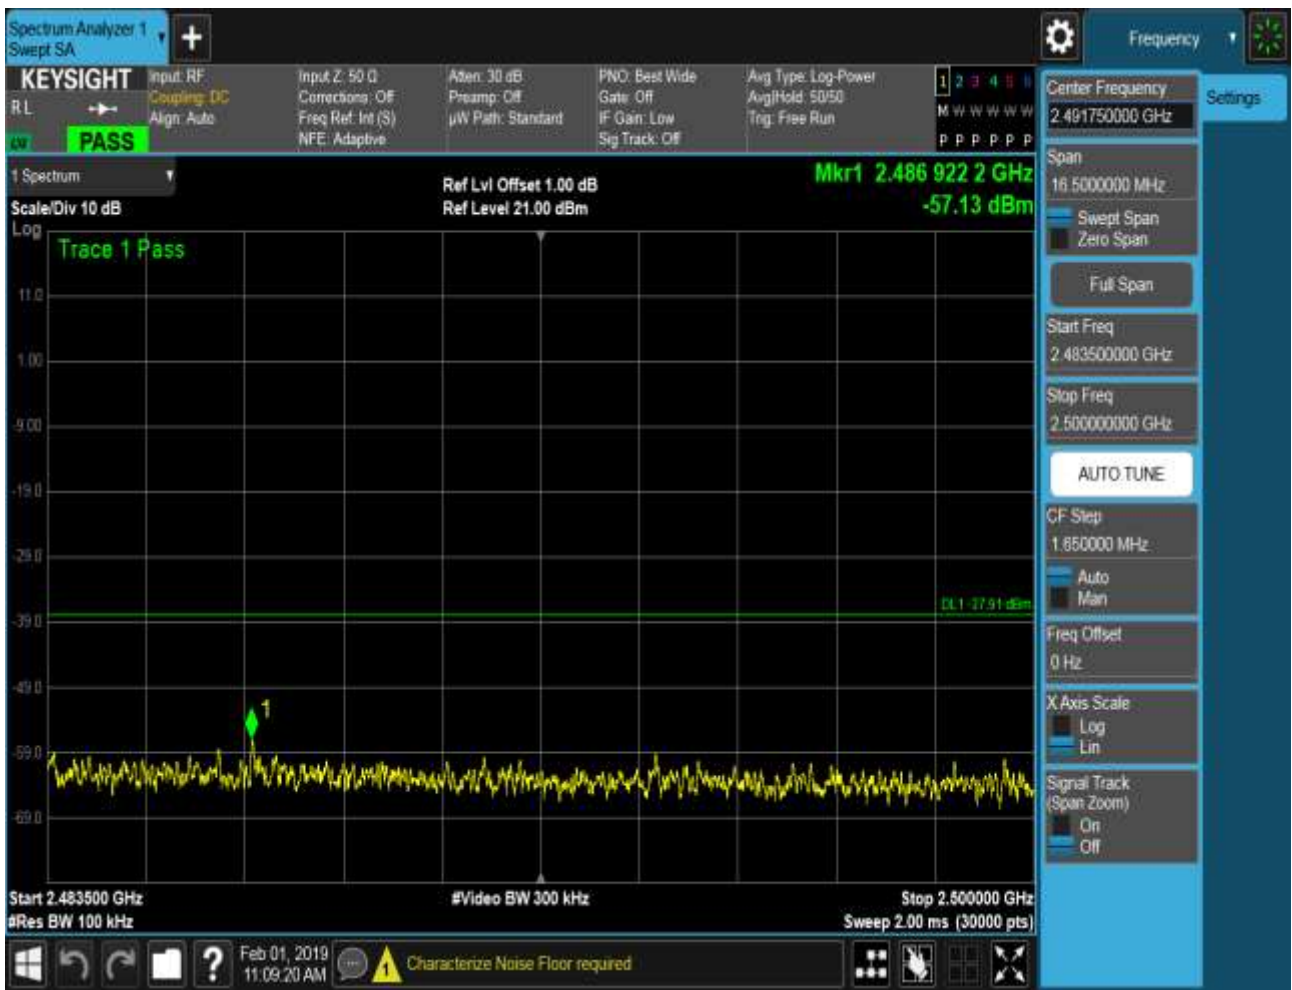 Spectrum Analyzer 1
Swept SA
Frequency
KEYSIGHT
RL
PASS
Input: RF
Coupling: DC
Align: Auto
Input Z: 50 Ω
Corrections: Off
Freq Ref: Int (S)
NFE: Adaptive
Atten: 30 dB
Preamp: Off
µW Path: Standard
PNO: Best Wide
Gate: Off
IF Gain: Low
Sig Track: Off
Avg Type: Log-Power
Avg|Hold: 50/50
Trig: Free Run
1 2 3 4 5 6
M W W W W W
P P P P P P
1 Spectrum
Scale/Div 10 dB
Ref Lvl Offset 1.00 dB
Ref Level 21.00 dBm
Mkr1 2.486 922 2 GHz
-57.13 dBm
Log
Trace 1 Pass
11.0
1.00
-9.00
-19.0
-29.0
DL1 -37.91 dBm
-39.0
-49.0
1
-59.0
-69.0
Start 2.483500 GHz
#Res BW 100 kHz
#Video BW 300 kHz
Stop 2.500000 GHz
Sweep 2.00 ms (30000 pts)
Center Frequency
2.491750000 GHz
Settings
Span
16.5000000 MHz
Swept Span
Zero Span
Full Span
Start Freq
2.483500000 GHz
Stop Freq
2.500000000 GHz
AUTO TUNE
CF Step
1.650000 MHz
Auto
Man
Freq Offset
0 Hz
X Axis Scale
Log
Lin
Signal Track
(Span Zoom)
On
Off
?
Feb 01, 2019
11:09:20 AM
1
Characterize Noise Floor required